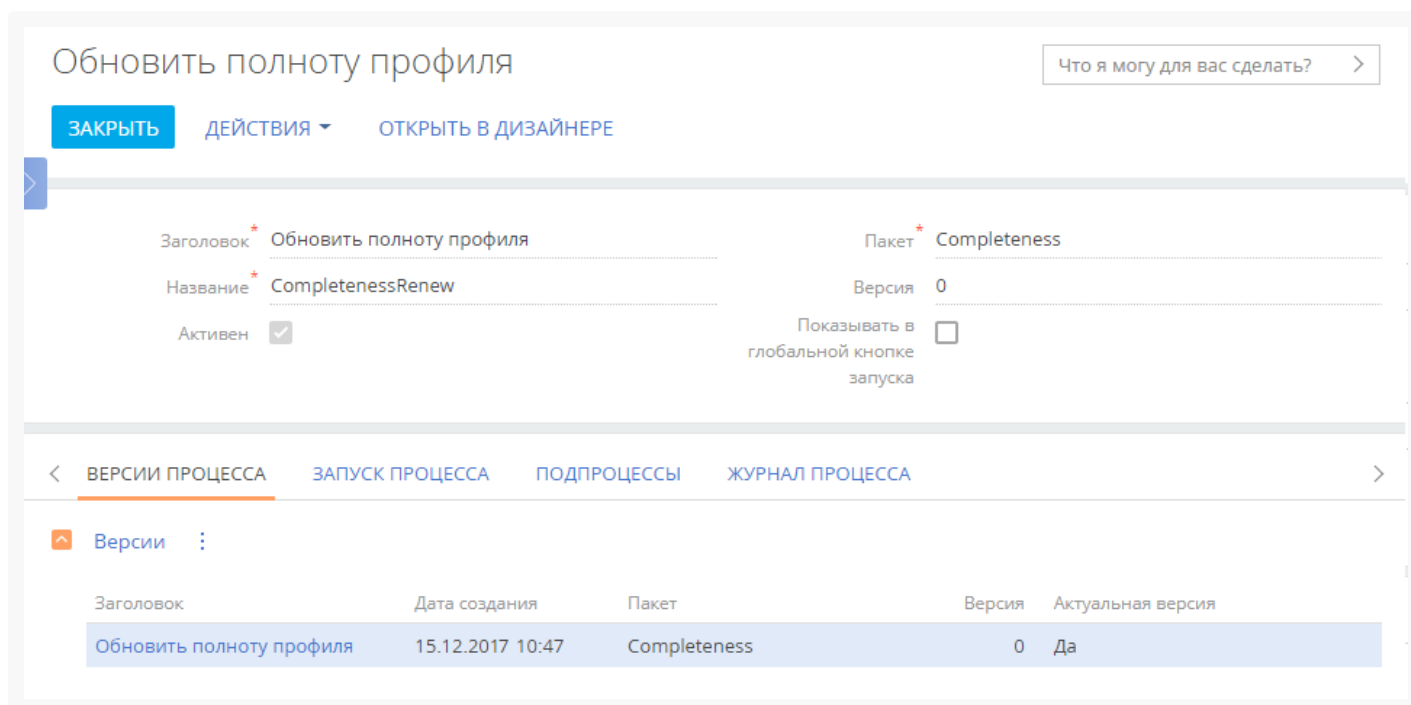 Обновить полноту профиля
Что я могу для вас сделать?
ЗАКРЫТЬ ДЕЙСТВИЯ ОТКРЫТЬ В ДИЗАЙНЕРЕ
Заголовок* Обновить полноту профиля Пакет* Completeness
Название* CompletenessRenew Версия 0
Активен Показывать в
глобальной кнопке
запуска
ВЕРСИИ ПРОЦЕССА ЗАПУСК ПРОЦЕССА ПОДПРОЦЕССЫ ЖУРНАЛ ПРОЦЕССА
Версии
Заголовок Дата создания Пакет Версия Актуальная версия
Обновить полноту профиля 15.12.2017 10:47 Completeness 0 Да